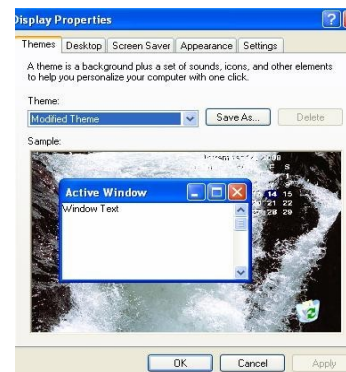 Display Properties
Themes Desktop Screen Saver Appearance Settings
A theme is a background plus a set of sounds, icons, and other elements
to help you personalize your computer with one click.
Theme:
Modified Theme Save As... Delete
Sample:
F S
1
Active Window
14 15
Window Text
21 22
28 29
OK Cancel Apply